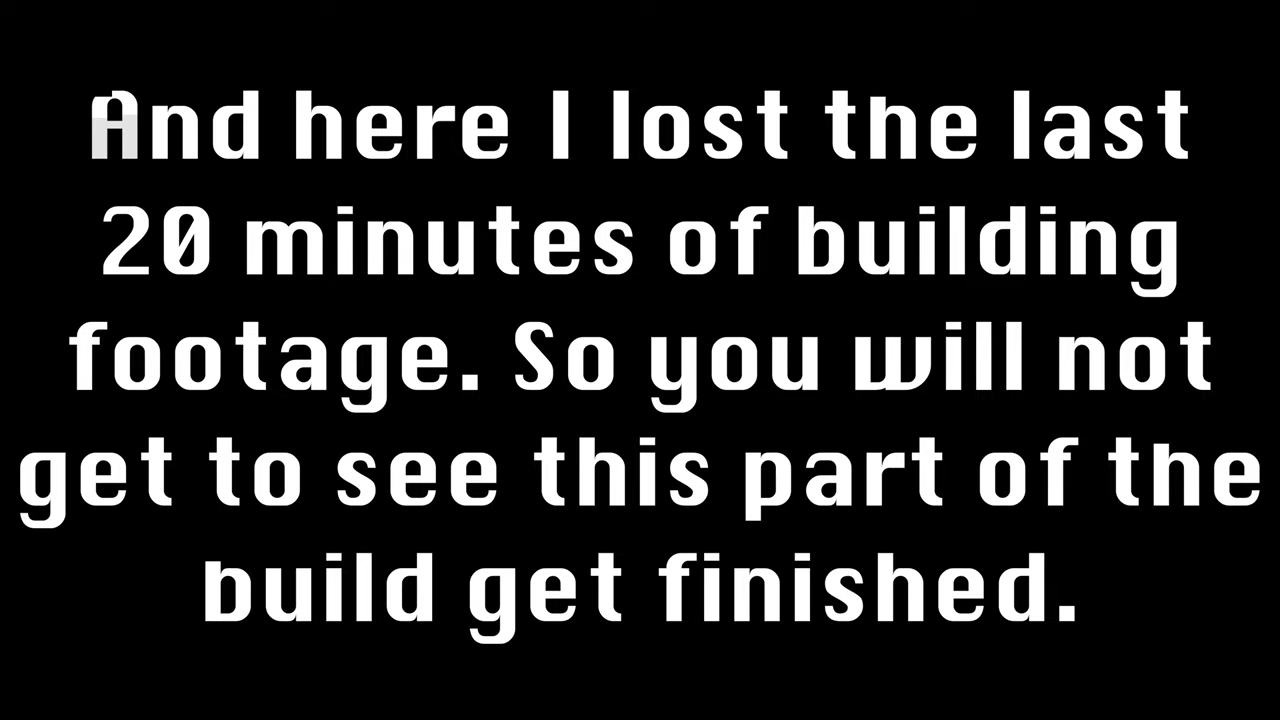 And here I lost the last
20 minutes of building
footage. So you will not
get to see this part of the
build get finished.